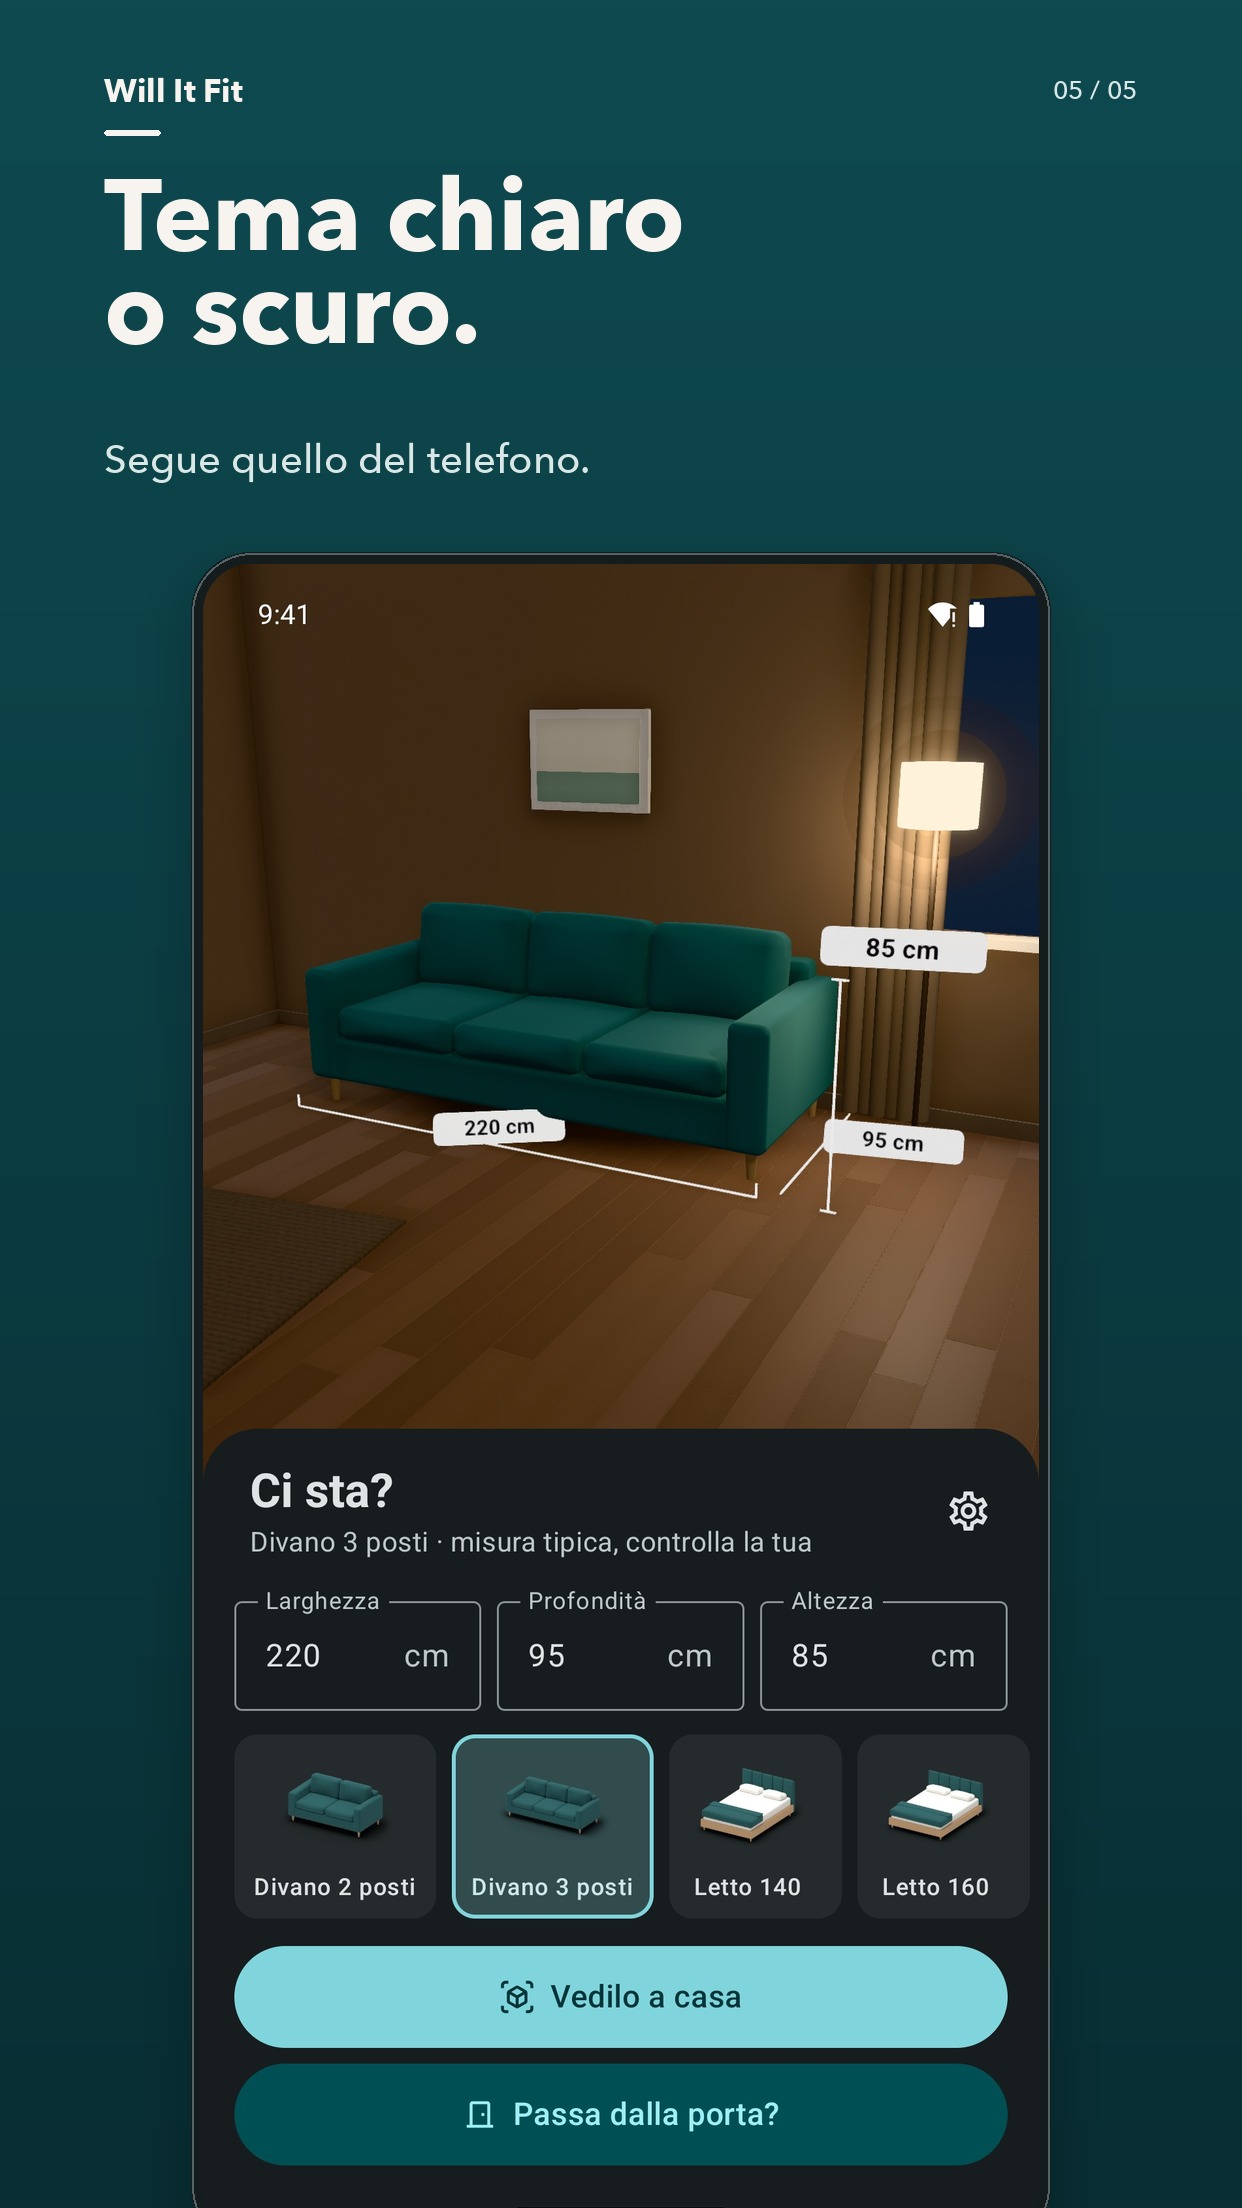 Will It Fit
05 / 05
Tema chiaro
o scuro.
Segue quello del telefono.
9:41
85 cm
220 cm
95 cm
Ci sta?
Divano 3 posti · misura tipica, controlla la tua
Larghezza
Profondità
Altezza
220 cm
95 cm
85 cm
Divano 2 posti
Divano 3 posti
Letto 140
Letto 160
Vedilo a casa
Passa dalla porta?